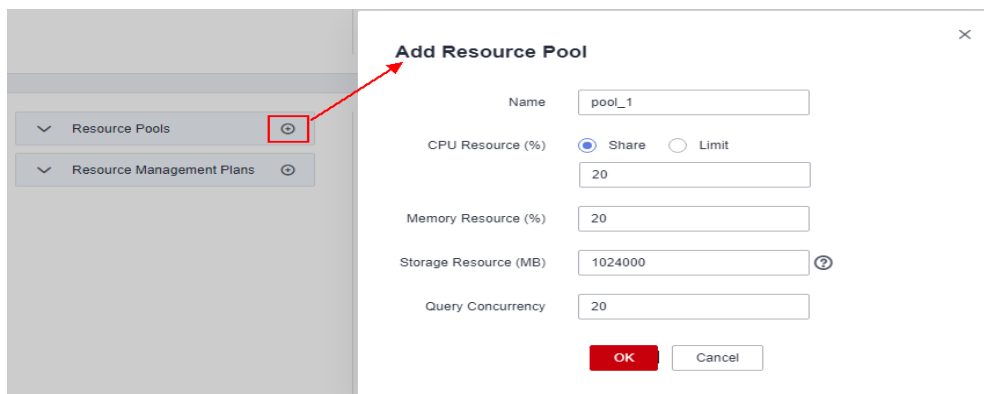 Add Resource Pool
Resource Pools
Resource Management Plans
Name
pool_1
CPU Resource (%)
Share
Limit
20
Memory Resource (%)
20
Storage Resource (MB)
1024000
Query Concurrency
20
OK
Cancel